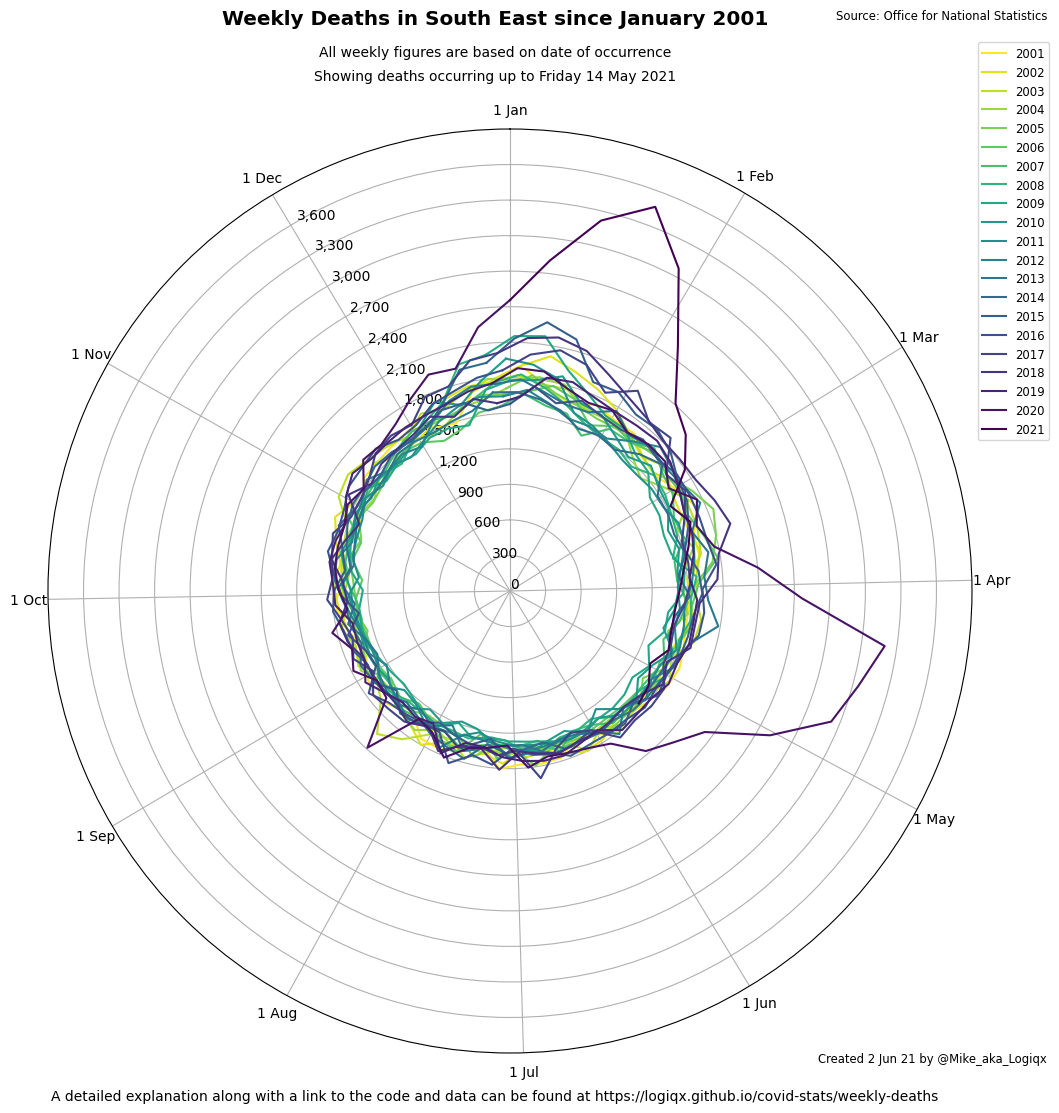 Weekly Deaths in South East since January 2001
Source: Office for National Statistics
All weekly figures are based on date of occurrence
Showing deaths occurring up to Friday 14 May 2021
2001
2002
2003
2004
2005
2006
2007
2008
2009
2010
2011
2012
2013
2014
2015
2016
2017
2018
2019
2020
2021
1 Jan
1 Feb
1 Mar
1 Apr
1 May
1 Jun
1 Jul
1 Aug
1 Sep
1 Oct
1 Nov
1 Dec
3,600
3,300
3,000
2,700
2,400
2,100
1,800
1,200
900
600
300
0
Created 2 Jun 21 by @Mike_aka_Logiqx
A detailed explanation along with a link to the code and data can be found at https://logiqx.github.io/covid-stats/weekly-deaths